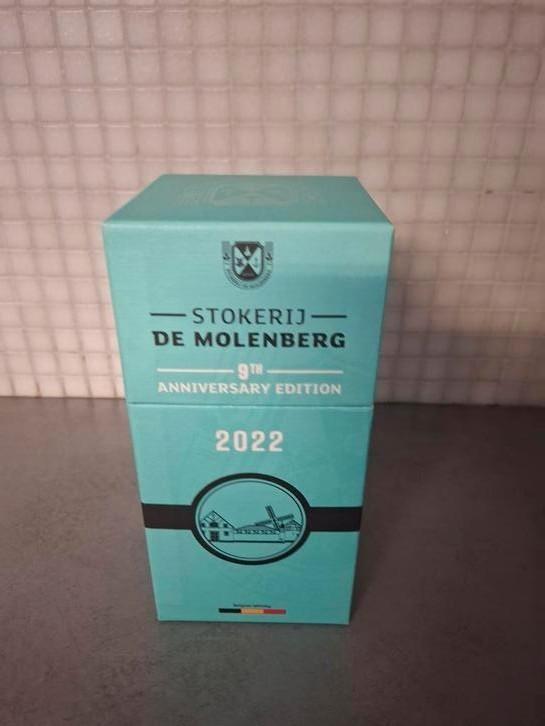 STOKERIJ
DE MOLENBERG
9TH
ANNIVERSARY EDITION
2022